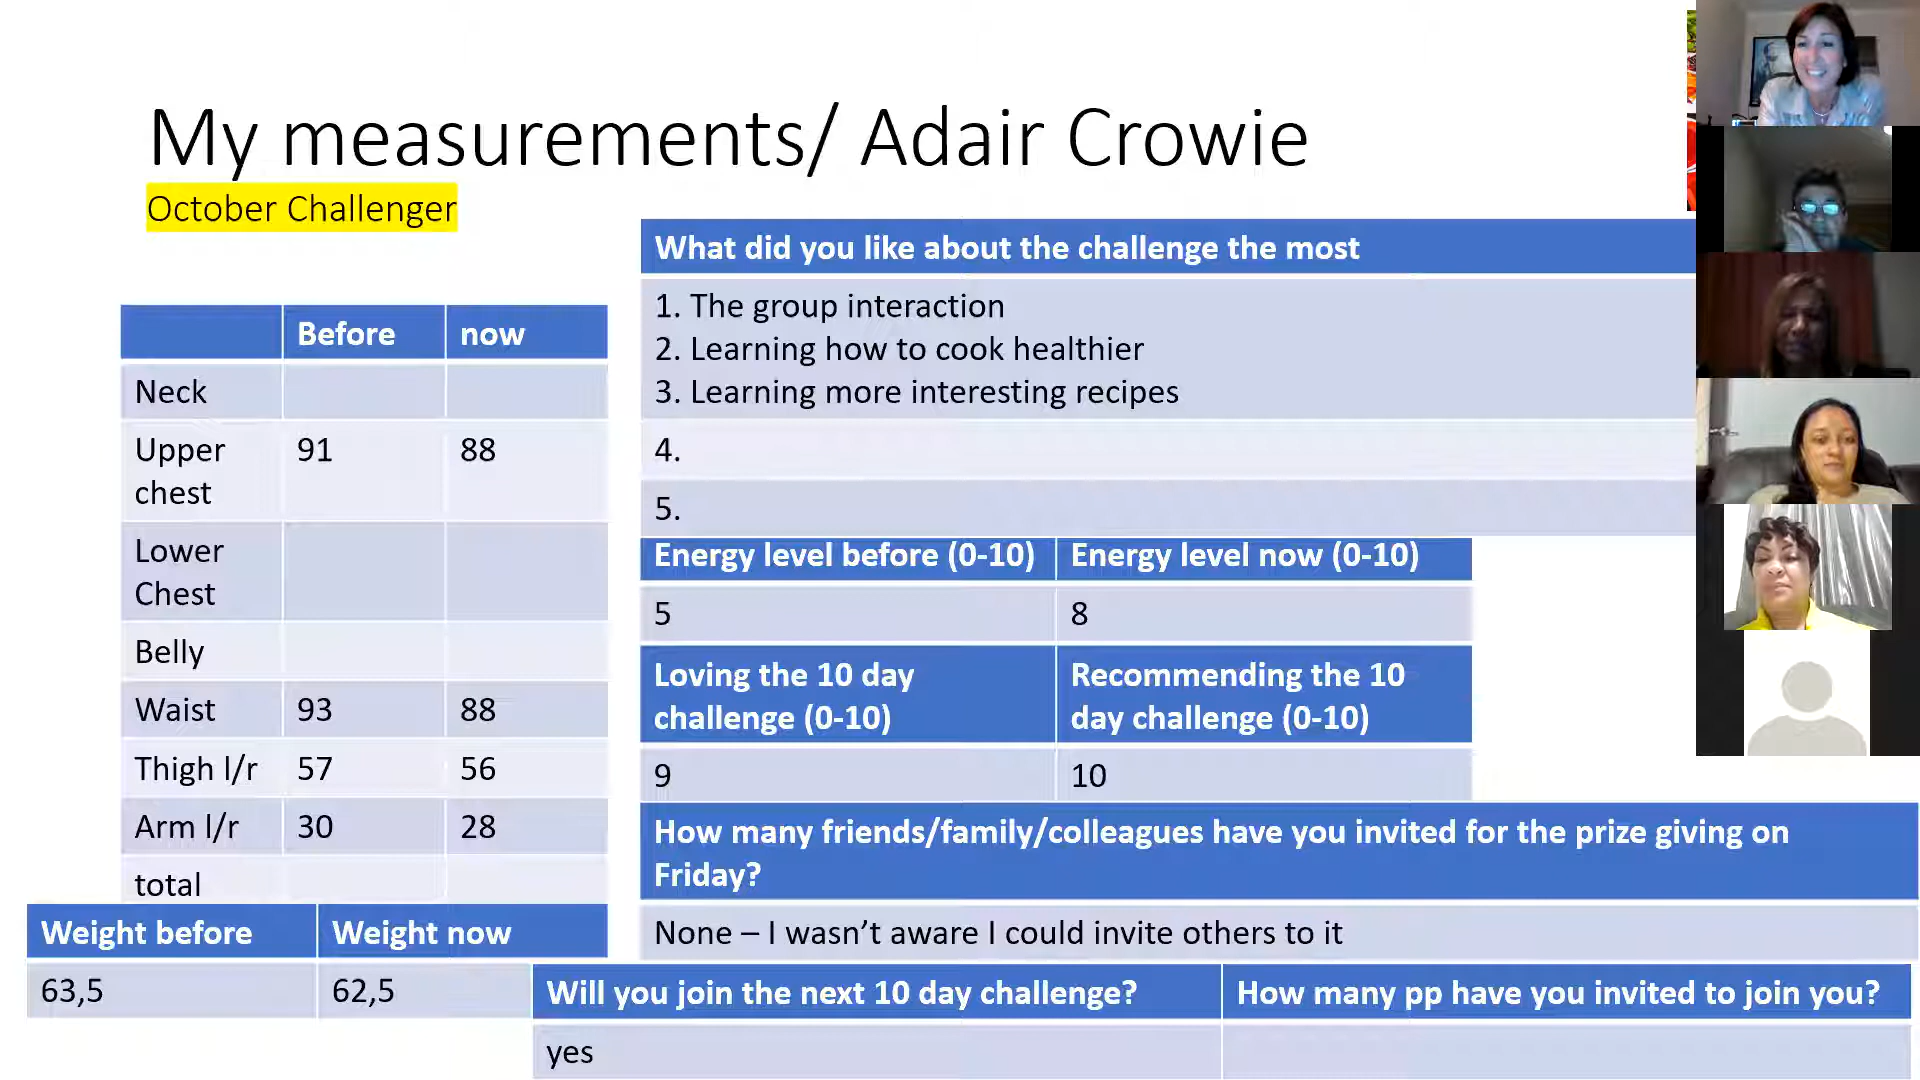 My measurements/ Adair Crowie
October Challenger
Before now
Neck
Upper chest 91 88
Lower Chest
Belly
Waist 93 88
Thigh l/r 57 56
Arm l/r 30 28
total
Weight before Weight now
63,5 62,5
What did you like about the challenge the most
1. The group interaction
2. Learning how to cook healthier
3. Learning more interesting recipes
4.
5.
Energy level before (0-10) Energy level now (0-10)
5 8
Loving the 10 day challenge (0-10) Recommending the 10 day challenge (0-10)
9 10
How many friends/family/colleagues have you invited for the prize giving on
Friday?
None – I wasn't aware I could invite others to it
Will you join the next 10 day challenge? How many pp have you invited to join you?
yes